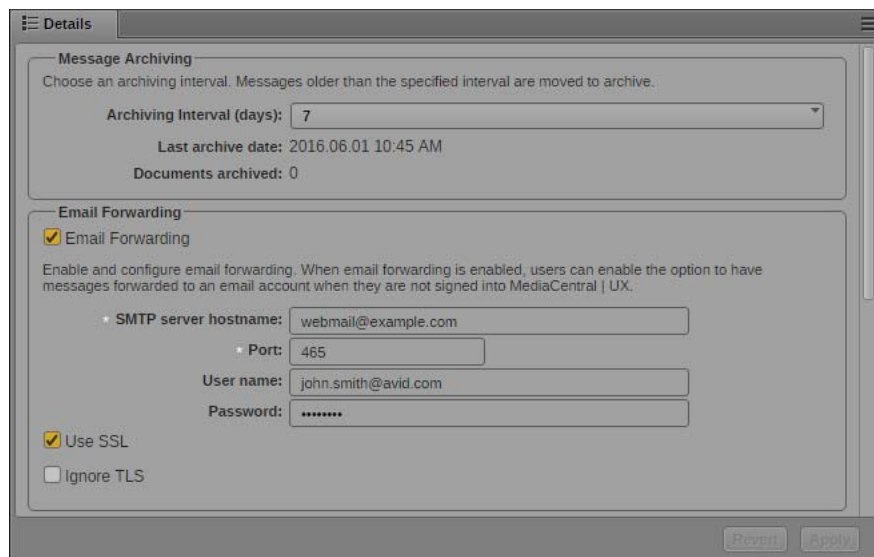 Details
Message Archiving
Choose an archiving interval. Messages older than the specified interval are moved to archive.
Archiving Interval (days): 7
Last archive date: 2016.06.01 10:45 AM
Documents archived: 0
Email Forwarding
Email Forwarding
Enable and configure email forwarding. When email forwarding is enabled, users can enable the option to have
messages forwarded to an email account when they are not signed into MediaCentral | UX.
* SMTP server hostname: webmail@example.com
* Port: 465
User name: john.smith@avid.com
Password: ••••••••
Use SSL
Ignore TLS
Revert Apply